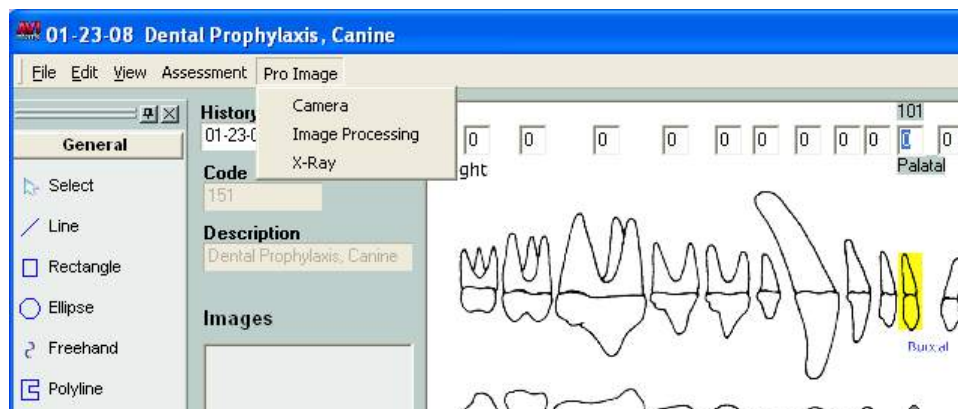 AVI 01-23-08 Dental Prophylaxis, Canine
File Edit View Assessment Pro Image
Camera
Image Processing
X-Ray
General
Select
Line
Rectangle
Ellipse
Freehand
Polyline
History
01-23-0
Code
151
Description
Dental Prophylaxis, Canine
Images
101
0 0 0 0 0 0 0 0 0 0 0
ght
Palatal
Buccal